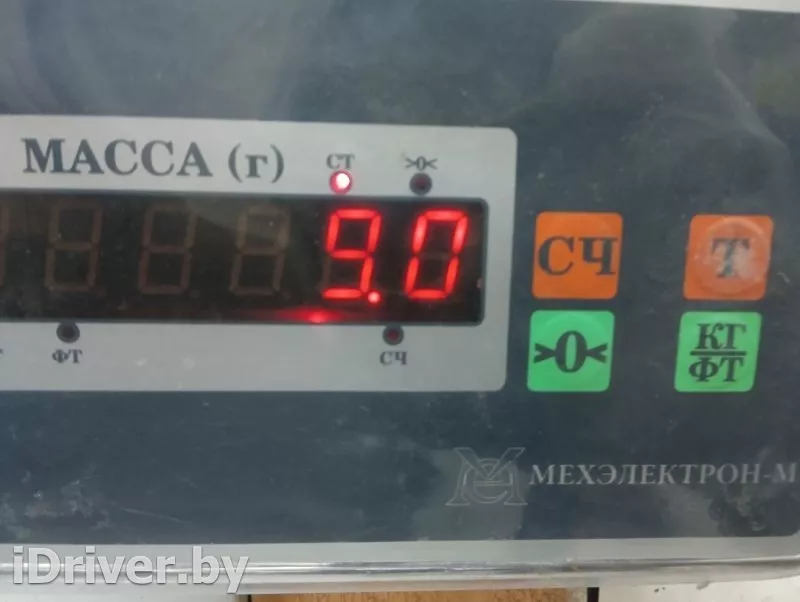 МАССА (г) СТ >0<
9.0
ФТ СЧ
СЧ Т
>0< КГ
ФТ
МЕХЭЛЕКТРОН-М
iDriver.by